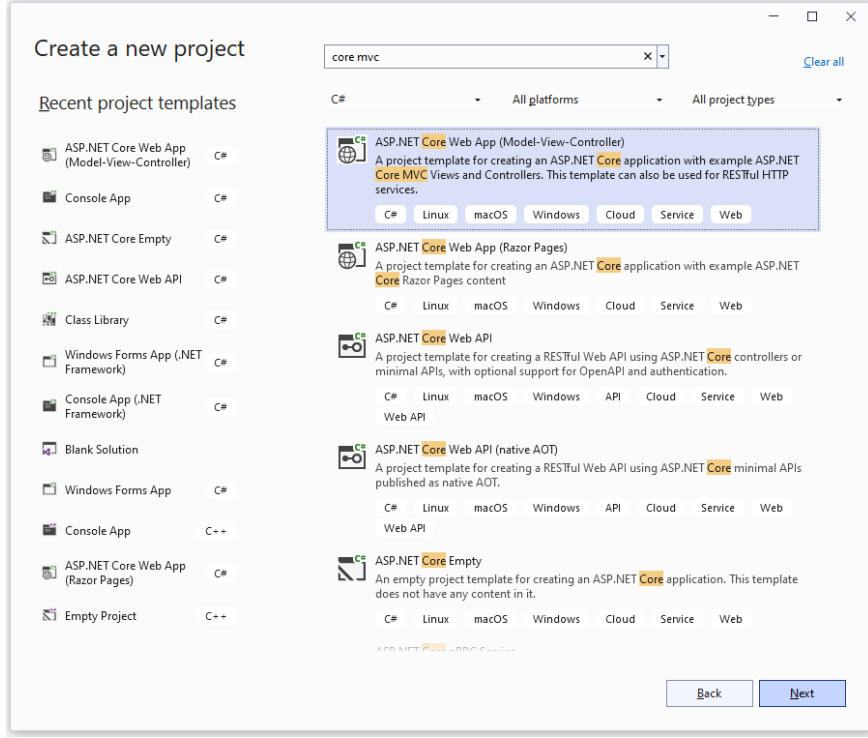 Create a new project
core mvc
Clear all
C#
All platforms
All project types
Recent project templates
ASP.NET Core Web App
(Model-View-Controller)
C#
Console App
C#
ASP.NET Core Empty
C#
ASP.NET Core Web API
C#
Class Library
C#
Windows Forms App (.NET
Framework)
C#
Console App (.NET
Framework)
C#
Blank Solution
Windows Forms App
C#
Console App
C++
ASP.NET Core Web App
(Razor Pages)
C#
Empty Project
C++
ASP.NET Core Web App (Model-View-Controller)
A project template for creating an ASP.NET Core application with example ASP.NET
Core MVC Views and Controllers. This template can also be used for RESTful HTTP
services.
C# Linux macOS Windows Cloud Service Web
ASP.NET Core Web App (Razor Pages)
A project template for creating an ASP.NET Core application with example ASP.NET
Core Razor Pages content
C# Linux macOS Windows Cloud Service Web
ASP.NET Core Web API
A project template for creating a RESTful Web API using ASP.NET Core controllers or
minimal APIs, with optional support for OpenAPI and authentication.
C# Linux macOS Windows API Cloud Service Web
Web API
ASP.NET Core Web API (native AOT)
A project template for creating a RESTful Web API using ASP.NET Core minimal APIs
published as native AOT.
C# Linux macOS Windows API Cloud Service Web
Web API
ASP.NET Core Empty
An empty project template for creating an ASP.NET Core application. This template
does not have any content in it.
C# Linux macOS Windows Cloud Service Web
ASP.NET Core gRPC Service
Back
Next